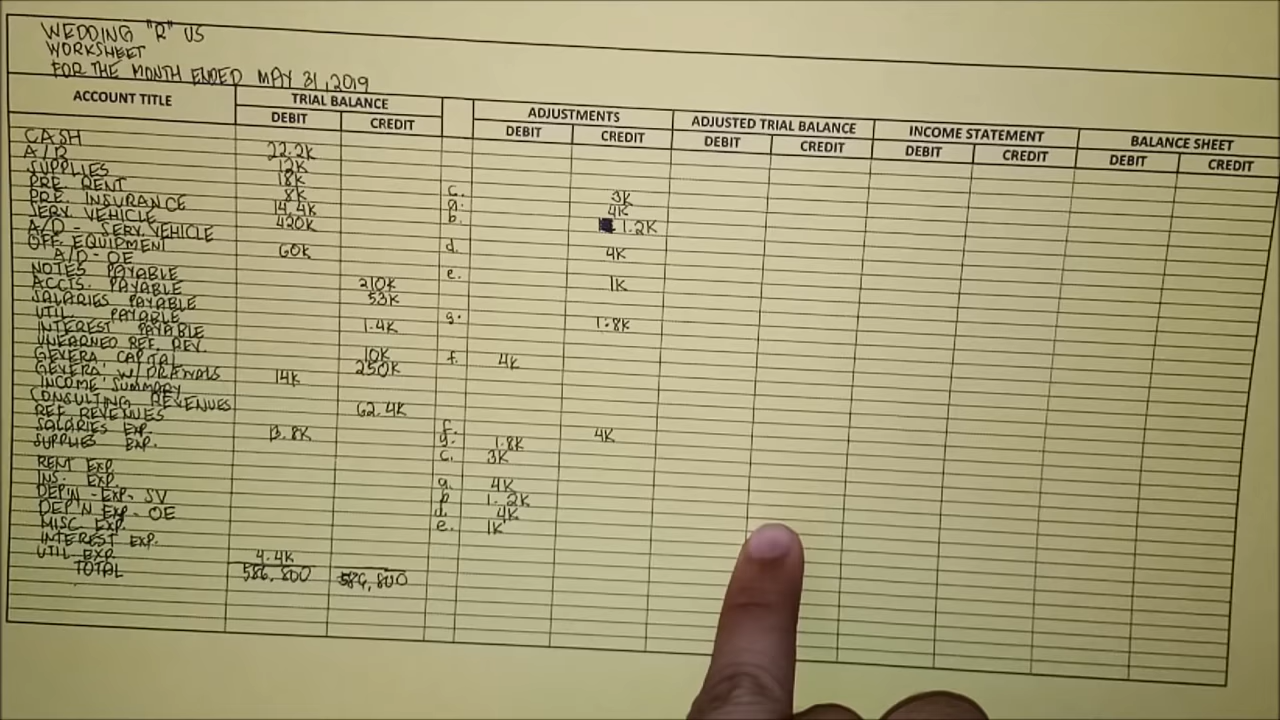 WEDDING "R" US
WORKSHEET
FOR THE MONTH ENDED MAY 31, 2019
ACCOUNT TITLE TRIAL BALANCE ADJUSTMENTS ADJUSTED TRIAL BALANCE INCOME STATEMENT BALANCE SHEET
DEBIT CREDIT DEBIT CREDIT DEBIT CREDIT DEBIT CREDIT DEBIT CREDIT
CASH 22.2K
A/R 12K
SUPPLIES 18K c. 3K
PRE. RENT 8K a. 4K
PRE. INSURANCE 14.4K b. 1.2K
SERV. VEHICLE 420K
A/D - SERV. VEHICLE d. 4K
OFF. EQUIPMENT 60K
A/D - OE e. 1K
NOTES PAYABLE 210K
ACCTS. PAYABLE 53K
SALARIES PAYABLE g. 1.8K
UTIL. PAYABLE 1.4K
INTEREST PAYABLE
UNEARNED REF. REV. 10K f. 4K
GEVERA CAPITAL 250K
GEVERA W/DRAWALS 14K
INCOME SUMMARY
CONSULTING REVENUES 62.4K
REF. REVENUES f. 4K
SALARIES EXP. 13.8K g. 1.8K
SUPPLIES EXP. c. 3K
RENT EXP. a. 4K
INS. EXP. b 1.2K
DEP'N - EXP- SV d. 4K
DEP'N EXP - OE e. 1K
MISC. EXP.
INTEREST EXP.
UTIL EXP. 4.4K
TOTAL 586,800 586,800